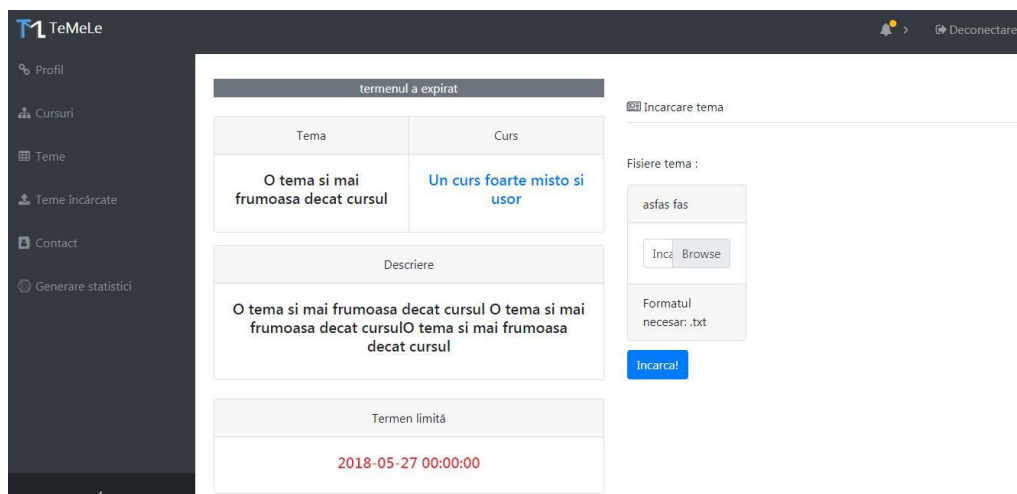 TeMeLe
Deconectare
Profil
Cursuri
Teme
Teme încărcate
Contact
Generare statistici
termenul a expirat
Tema
Curs
O tema si mai
frumoasa decat cursul
Un curs foarte misto si
usor
Descriere
O tema si mai frumoasa decat cursul O tema si mai
frumoasa decat cursulO tema si mai frumoasa
decat cursul
Termen limită
2018-05-27 00:00:00
Incarcare tema
Fisiere tema :
asfas fas
Inca Browse
Formatul
necesar: .txt
Incarca!